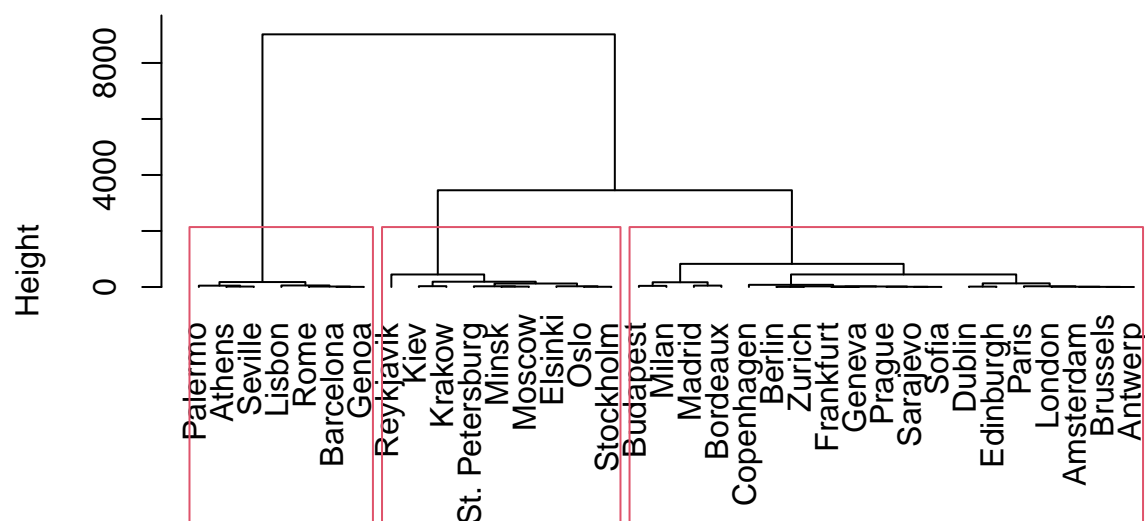 Height
0
4000
8000
Palermo
Athens
Seville
Lisbon
Rome
Barcelona
Genoa
Reykjavik
Kiev
Krakow
St. Petersburg
Minsk
Moscow
Elsinki
Oslo
Stockholm
Budapest
Milan
Madrid
Bordeaux
Copenhagen
Berlin
Zurich
Frankfurt
Geneva
Prague
Sarajevo
Sofia
Dublin
Edinburgh
Paris
London
Amsterdam
Brussels
Antwerp